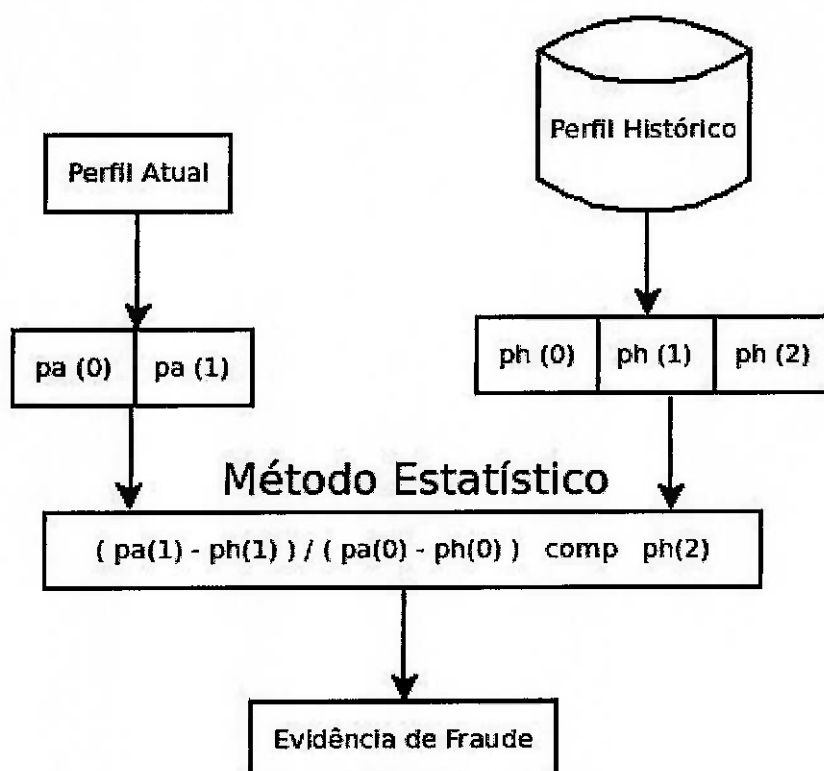 Perfil Histórico
Perfil Atual
pa (0) pa (1)
ph (0) ph (1) ph (2)
Método Estatístico
( pa(1) - ph(1) ) / ( pa(0) - ph(0) ) comp ph(2)
Evidência de Fraude